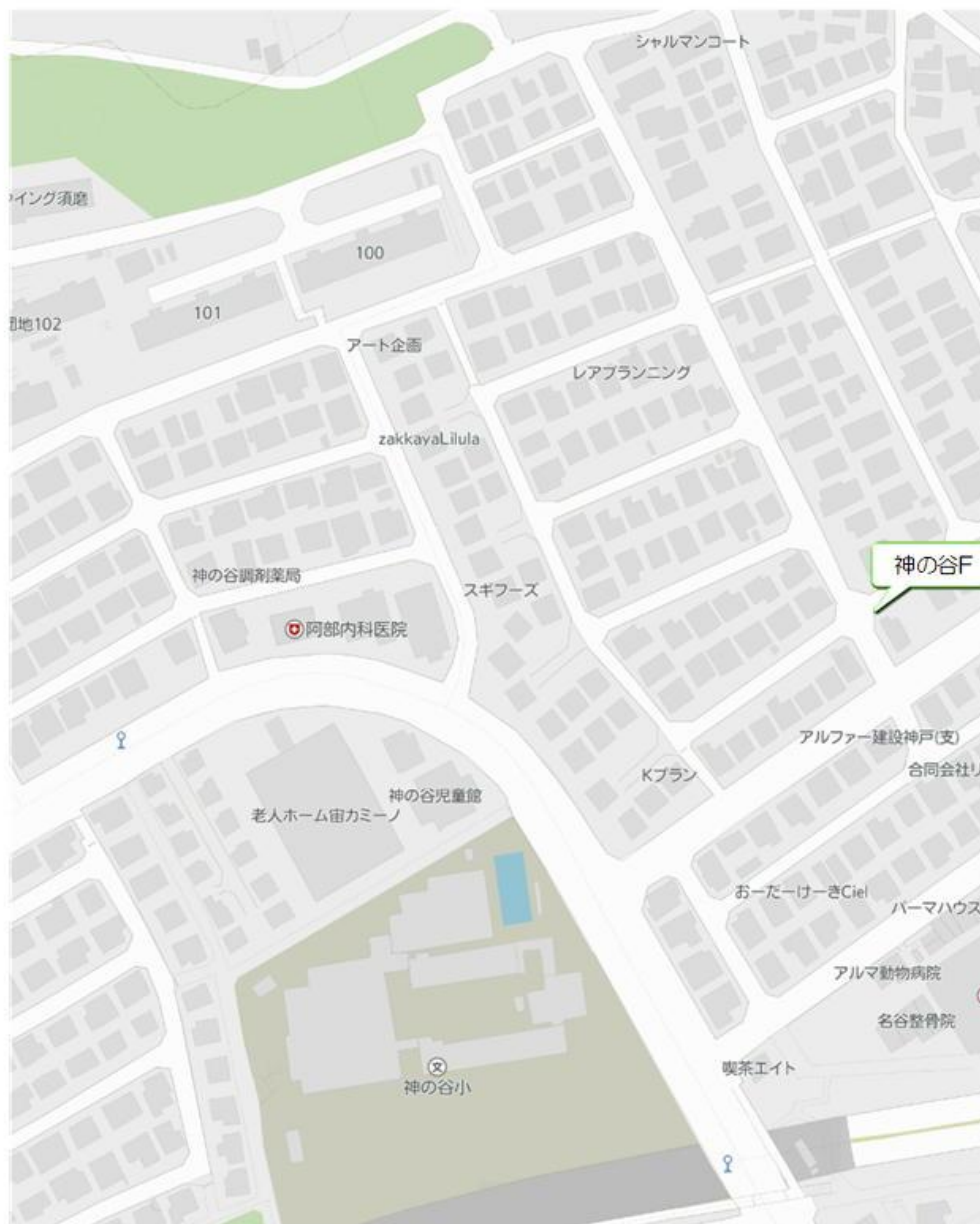 シャルマンコート
イング須磨
100
101
団地102
アート企画
レアプランニング
zakkayaLilula
神の谷F
神の谷調剤薬局
スギフーズ
阿部内科医院
アルファー建設神戸(支)
合同会社リ
Kプラン
神の谷児童館
老人ホーム宙カミーノ
おーだーけーきCiel
パーマハウス
アルマ動物病院
名谷整骨院
喫茶エイト
文
神の谷小